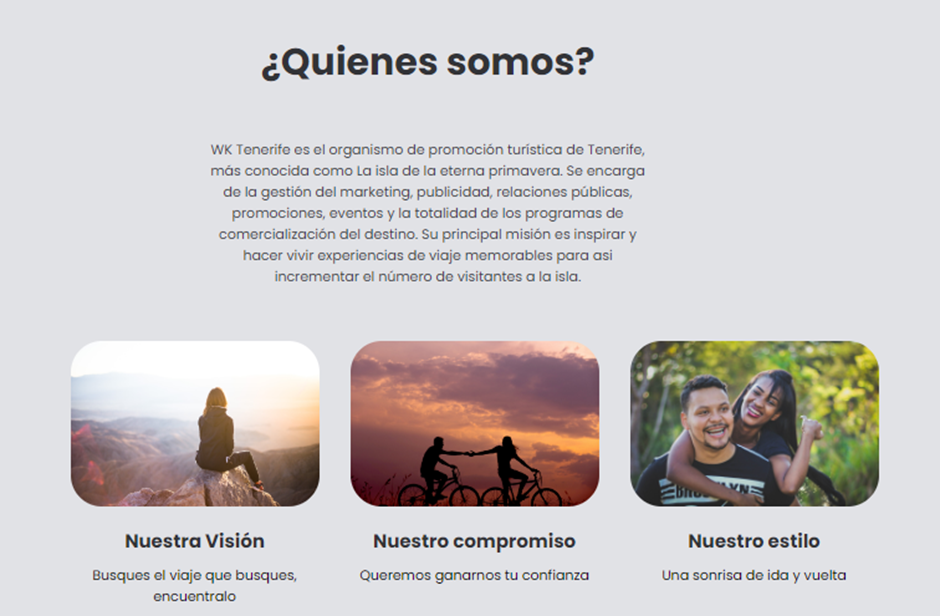 ¿Quienes somos?
WK Tenerife es el organismo de promoción turística de Tenerife,
más conocida como La isla de la eterna primavera. Se encarga
de la gestión del marketing, publicidad, relaciones públicas,
promociones, eventos y la totalidad de los programas de
comercialización del destino. Su principal misión es inspirar y
hacer vivir experiencias de viaje memorables para asi
incrementar el número de visitantes a la isla.
BROOKLYN
Nuestra Visión
Nuestro compromiso
Nuestro estilo
Busques el viaje que busques,
encuentralo
Queremos ganarnos tu confianza
Una sonrisa de ida y vuelta